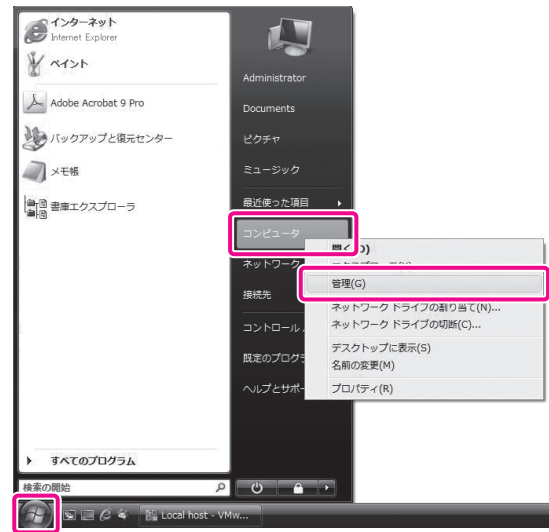 インターネット
Internet Explorer
ペイント
Adobe Acrobat 9 Pro
バックアップと復元センター
メモ帳
書庫エクスプローラ
すべてのプログラム
検索の開始
Administrator
Documents
ピクチャ
ミュージック
最近使った項目
コンピュータ
ネットワーク
接続先
コントロール
既定のプログ
ヘルプとサポー
管理(G)
ネットワーク ドライブの割り当て(N)...
ネットワーク ドライブの切断(C)...
デスクトップに表示(S)
名前の変更(M)
プロパティ(R)
Local host - VMw...